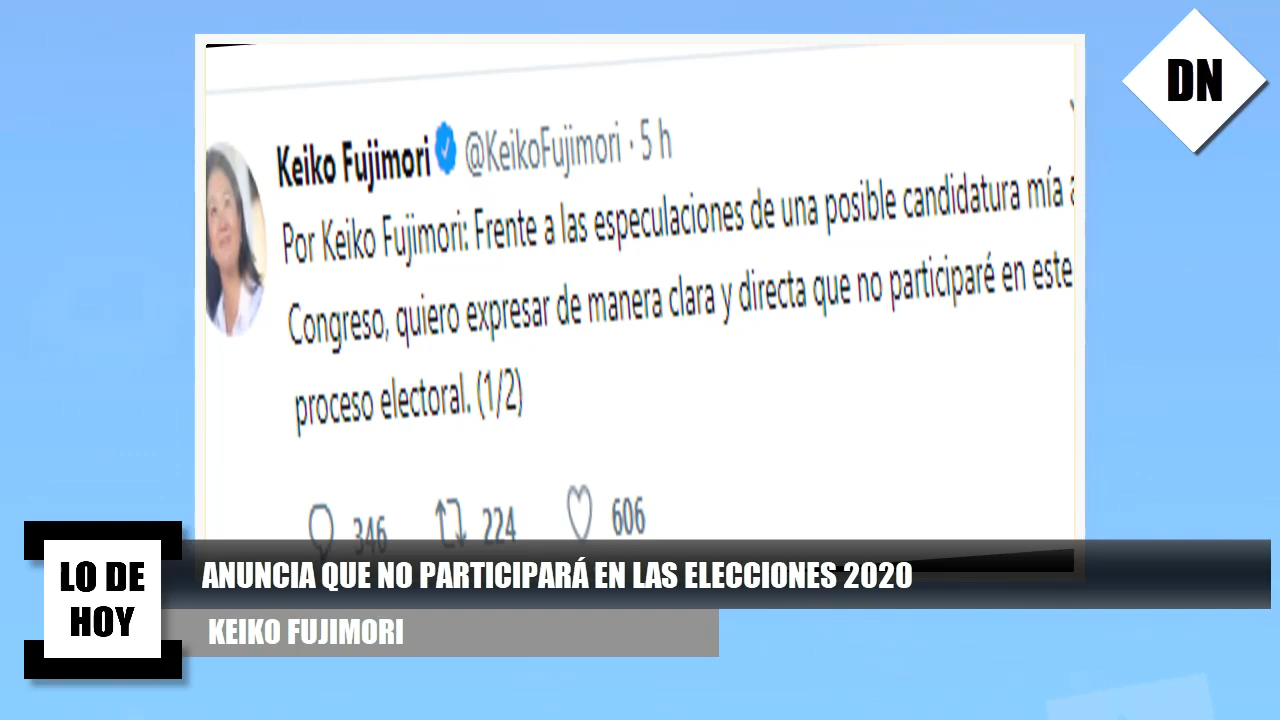 DN
Keiko Fujimori @KeikoFujimori · 5 h
Por Keiko Fujimori: Frente a las especulaciones de una posible candidatura mía a
Congreso, quiero expresar de manera clara y directa que no participaré en este
proceso electoral. (1/2)
346 224 606
LO DE
HOY
ANUNCIA QUE NO PARTICIPARÁ EN LAS ELECCIONES 2020
KEIKO FUJIMORI